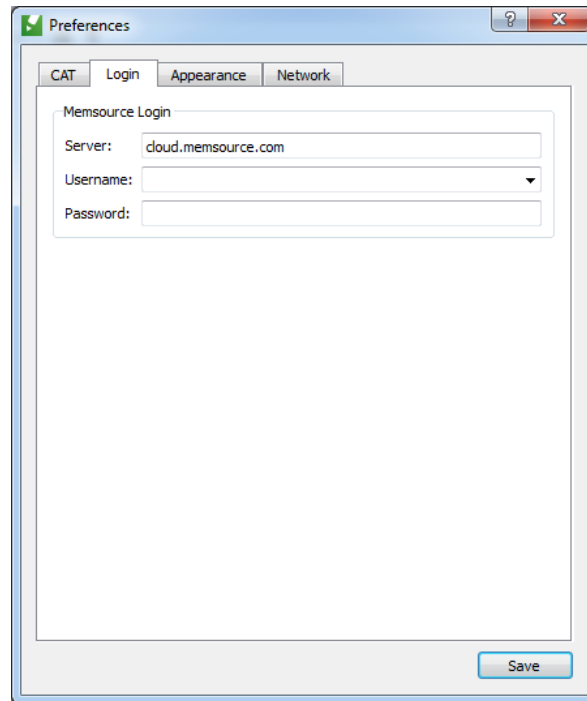 Preferences
CAT Login Appearance Network
Memsource Login
Server: cloud.memsource.com
Username:
Password:
Save